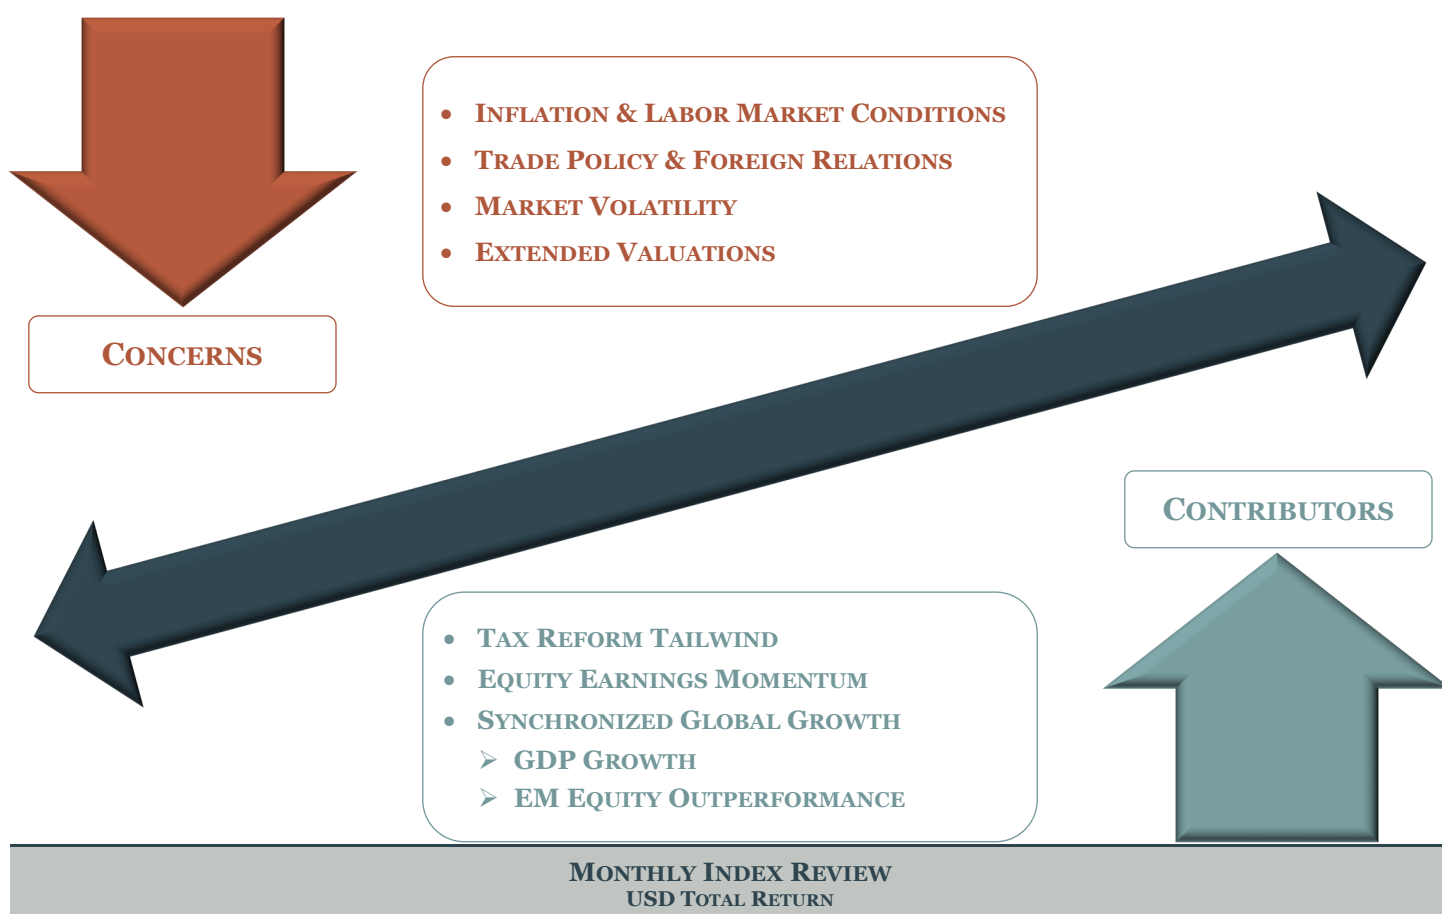 • Inflation & Labor Market Conditions
• Trade Policy & Foreign Relations
• Market Volatility
• Extended Valuations
Concerns
Contributors
• Tax Reform Tailwind
• Equity Earnings Momentum
• Synchronized Global Growth
➢ GDP Growth
➢ EM Equity Outperformance
Monthly Index Review
USD Total Return